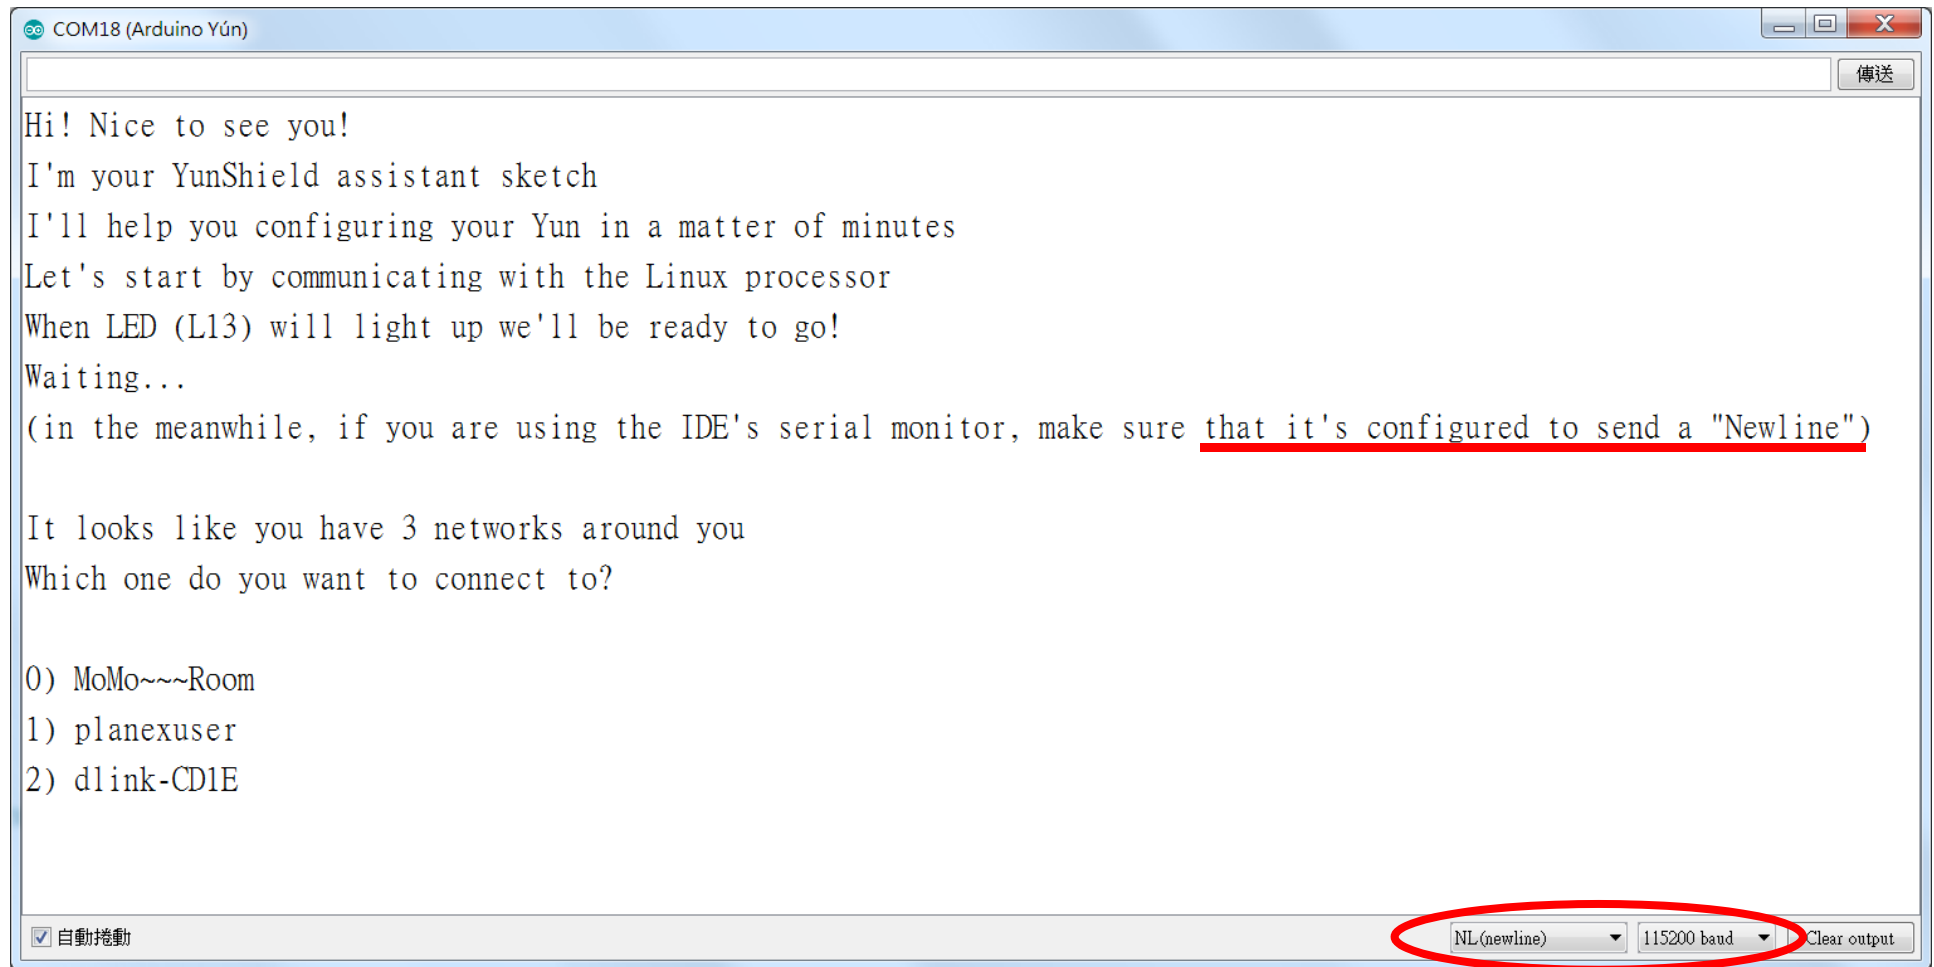 COM18 (Arduino Yún)
傳送
Hi! Nice to see you!
I'm your YunShield assistant sketch
I'll help you configuring your Yun in a matter of minutes
Let's start by communicating with the Linux processor
When LED (L13) will light up we'll be ready to go!
Waiting...
(in the meanwhile, if you are using the IDE's serial monitor, make sure that it's configured to send a "Newline")
It looks like you have 3 networks around you
Which one do you want to connect to?
0) MoMo~~~Room
1) planexuser
2) dlink-CD1E
自動捲動 NL(newline) 115200 baud Clear output